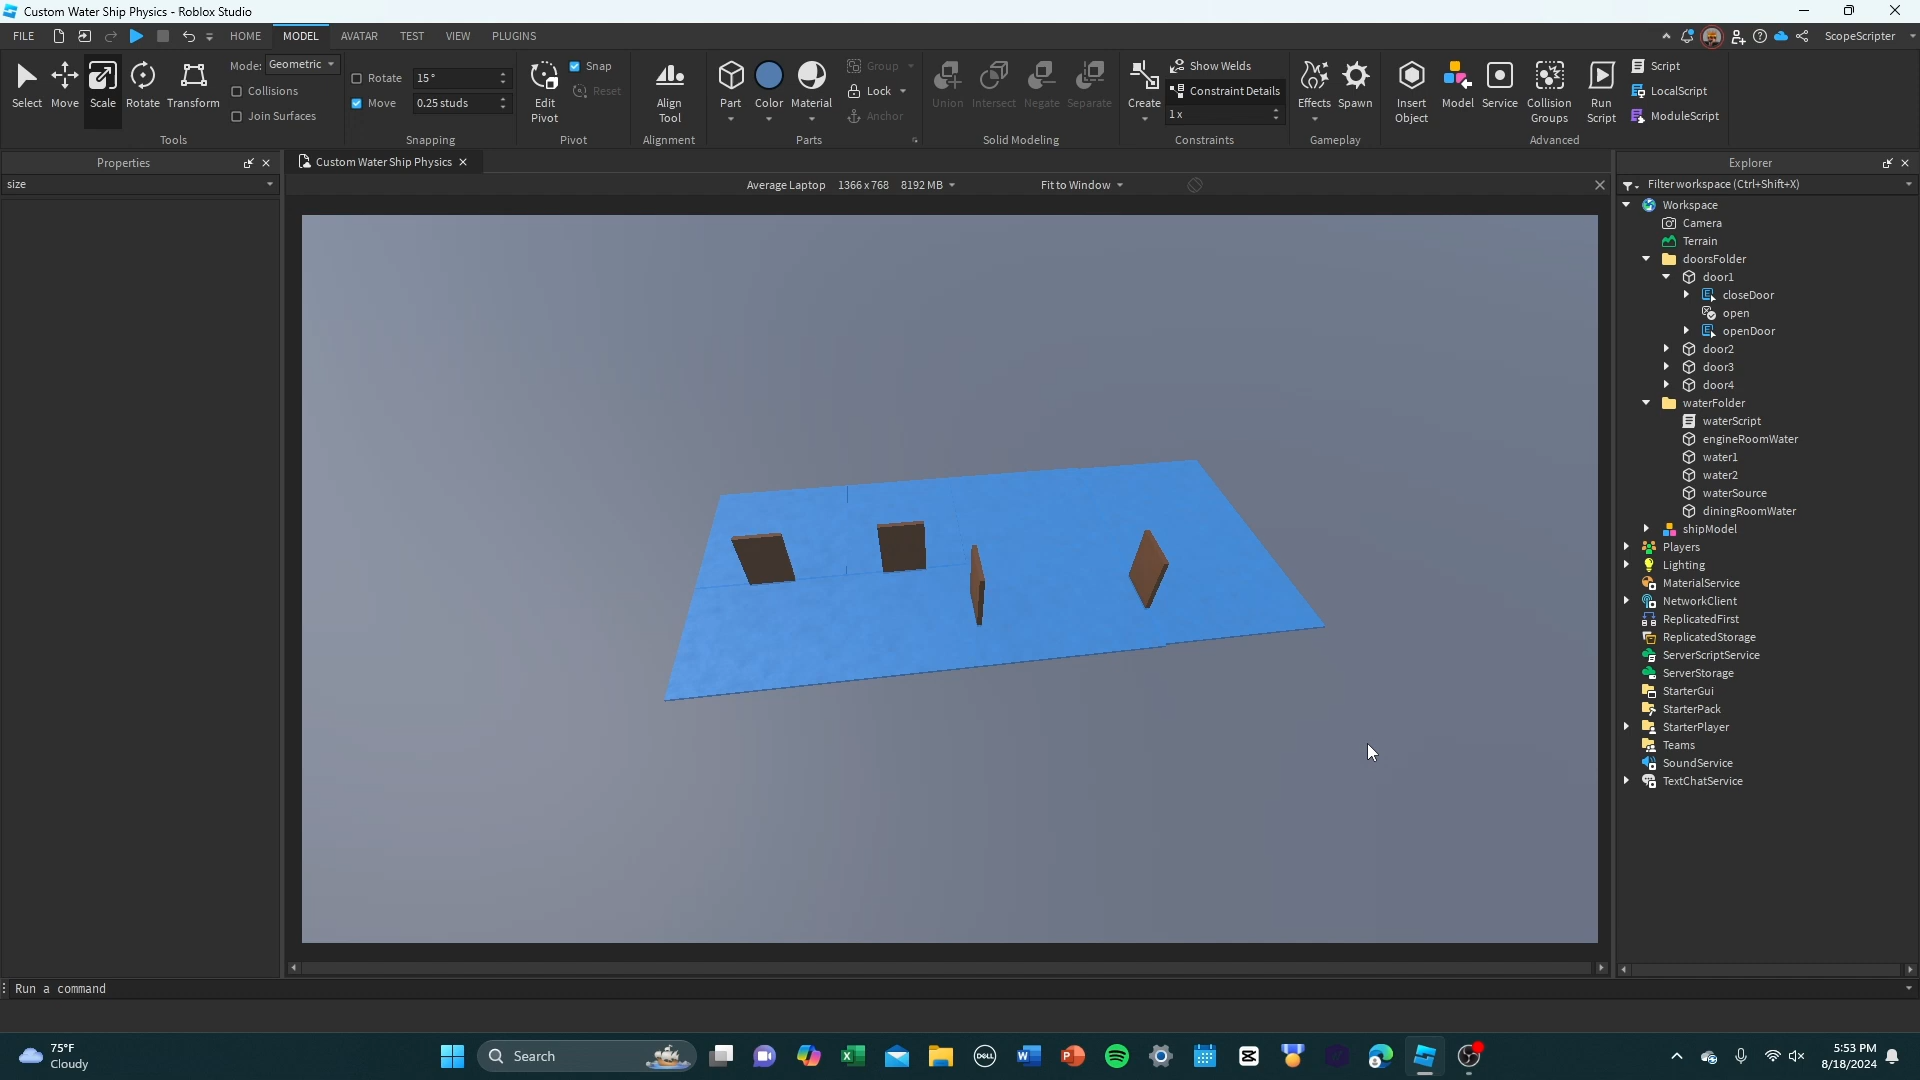 Custom Water Ship Physics - Roblox Studio
FILE
HOME
MODEL
AVATAR
TEST
VIEW
PLUGINS
ScopeScripter
Select
Move
Scale
Rotate
Transform
Mode:
Geometric
Collisions
Join Surfaces
Tools
Rotate
15°
Move
0.25 studs
Snapping
Edit
Pivot
Snap
Reset
Pivot
Align
Tool
Alignment
Part
Color
Material
Group
Lock
Anchor
Parts
Union
Intersect
Negate
Separate
Solid Modeling
Create
Show Welds
Constraint Details
1 x
Constraints
Effects
Spawn
Gameplay
Insert
Object
Model
Service
Collision
Groups
Run
Script
Script
LocalScript
ModuleScript
Advanced
Properties
size
Custom Water Ship Physics
Average Laptop 1366 x 768 8192 MB
Fit to Window
Explorer
Filter workspace (Ctrl+Shift+X)
Workspace
Camera
Terrain
doorsFolder
door1
closeDoor
open
openDoor
door2
door3
door4
waterFolder
waterScript
engineRoomWater
water1
water2
waterSource
diningRoomWater
shipModel
Players
Lighting
MaterialService
NetworkClient
ReplicatedFirst
ReplicatedStorage
ServerScriptService
ServerStorage
StarterGui
StarterPack
StarterPlayer
Teams
SoundService
TextChatService
Run a command
75°F
Cloudy
Search
DELL
5:53 PM
8/18/2024